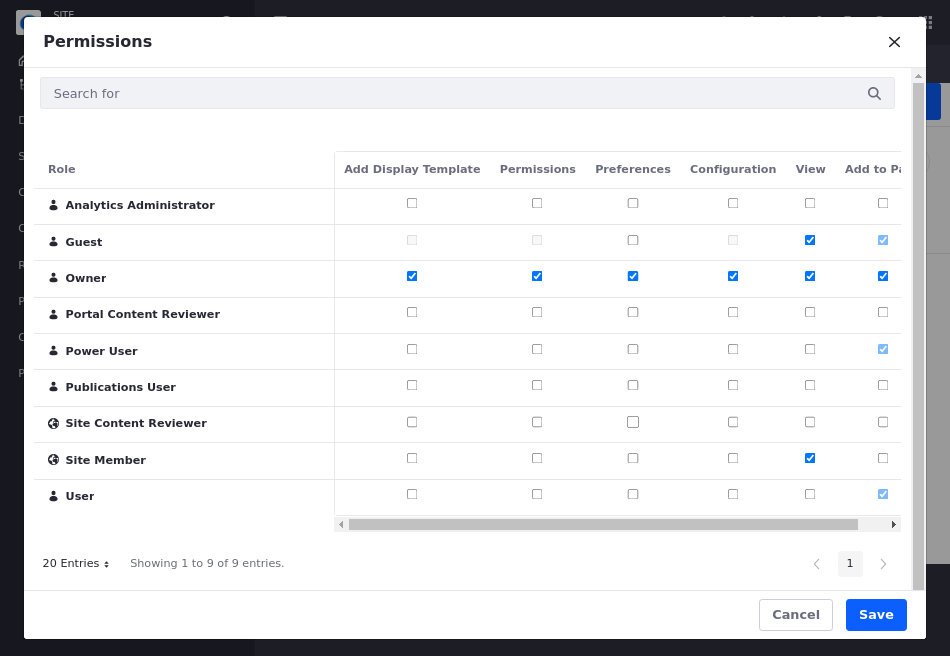 SITE
Permissions
Search for
Role Add Display Template Permissions Preferences Configuration View Add to Pa
Analytics Administrator
Guest
Owner
Portal Content Reviewer
Power User
Publications User
Site Content Reviewer
Site Member
User
20 Entries Showing 1 to 9 of 9 entries. 1
Cancel Save